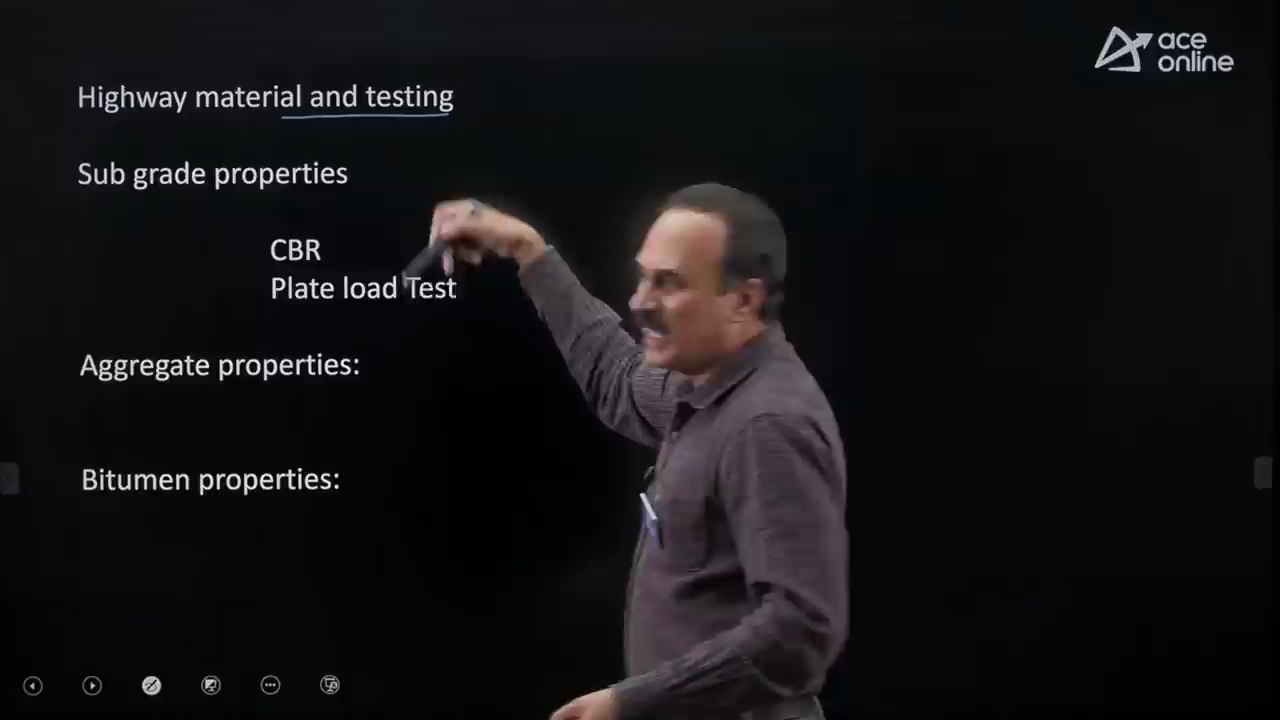 ace
online
Highway material and testing
Sub grade properties
CBR
Plate load Test
Aggregate properties:
Bitumen properties: